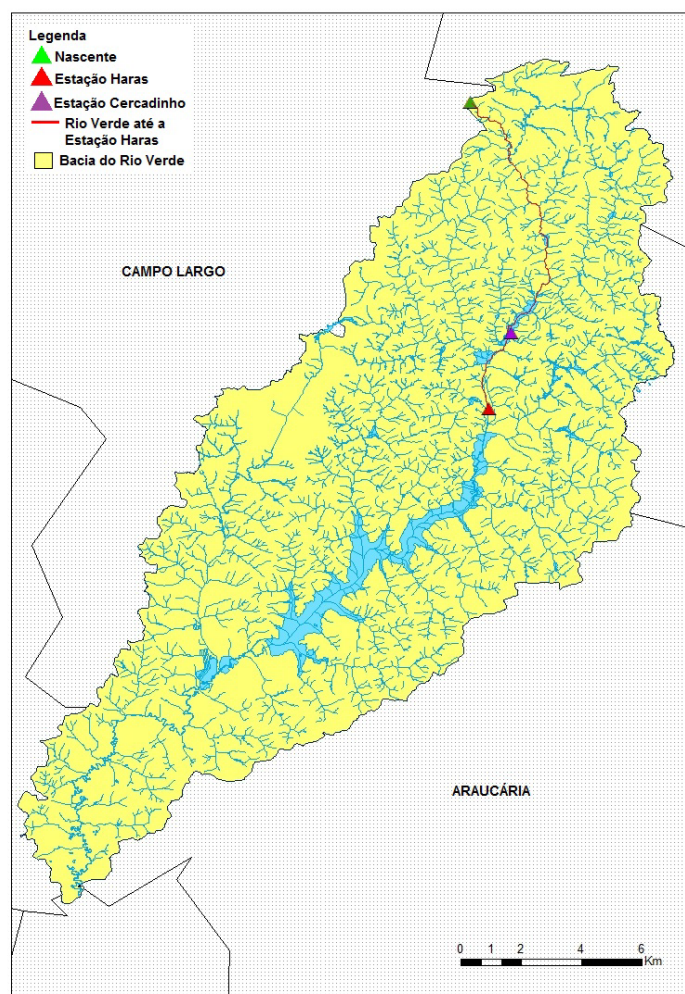 Legenda
Nascente
Estação Haras
Estação Cercadinho
Rio Verde até a
Estação Haras
Bacia do Rio Verde
CAMPO LARGO
ARAUCÁRIA
0 1 2 4 6
Km